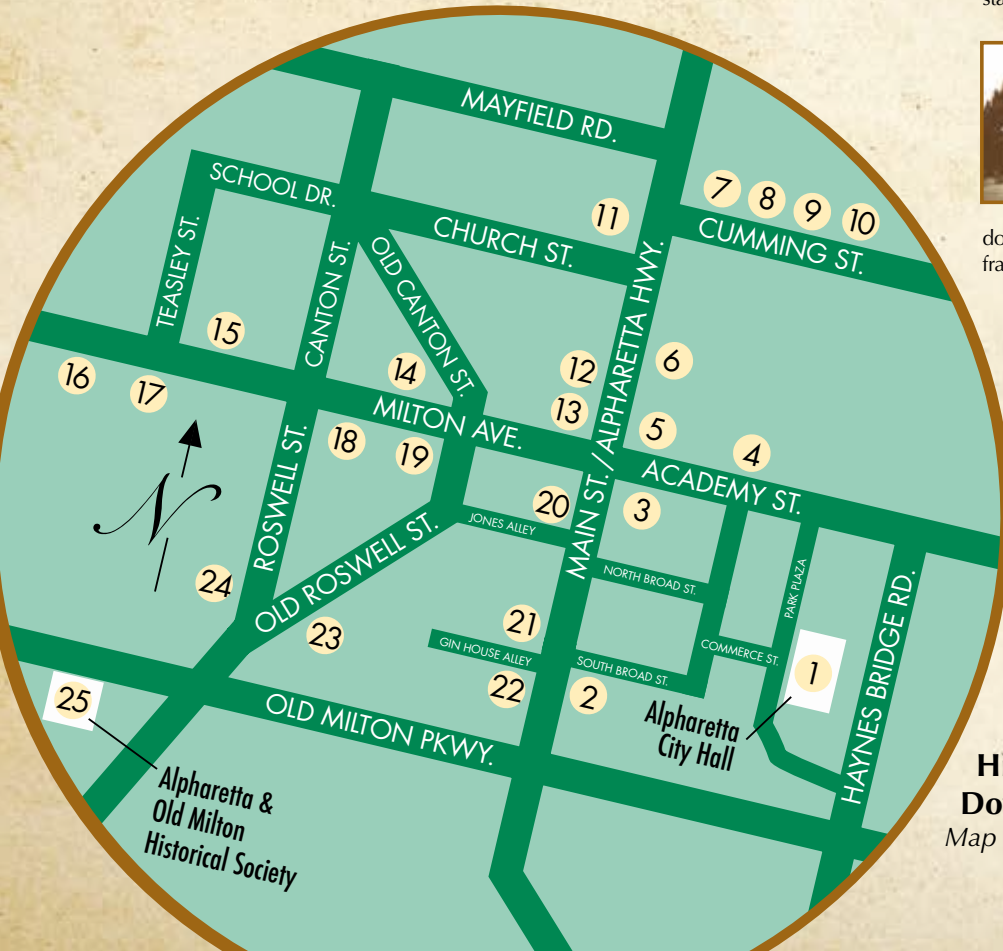 sta
MAYFIELD RD.
SCHOOL DR.
7
8
9
10
11
CHURCH ST.
CUMMING ST.
do
fra
TEASLEY ST.
CANTON ST.
OLD CANTON ST.
MAIN ST. / ALPHARETTA HWY.
15
14
12
6
16
17
13
MILTON AVE.
5
4
18
19
ACADEMY ST.
N
ROSWELL ST.
20
3
JONES ALLEY
OLD ROSWELL ST.
NORTH BROAD ST.
PARK PLAZA
HAYNES BRIDGE RD.
24
23
21
GIN HOUSE ALLEY
22
COMMERCE ST.
SOUTH BROAD ST.
2
1
25
OLD MILTON PKWY.
Alpharetta
City Hall
Alpharetta &
Old Milton
Historical Society
Do
Map